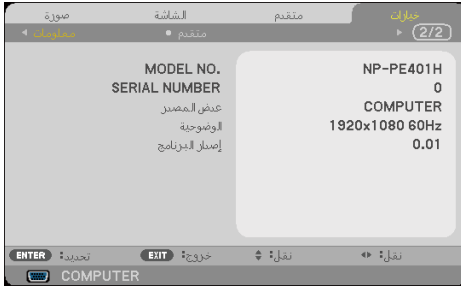 خيارات متقدم الشاشة صورة
(2/2) متقدم معلومات
MODEL NO. NP-PE401H
SERIAL NUMBER 0
عرض المصدر COMPUTER
الوضوحية 1920x1080 60Hz
إصدار البرنامج 0.01
ENTER :تحديد EXIT :خروج نقل: نقل:
COMPUTER